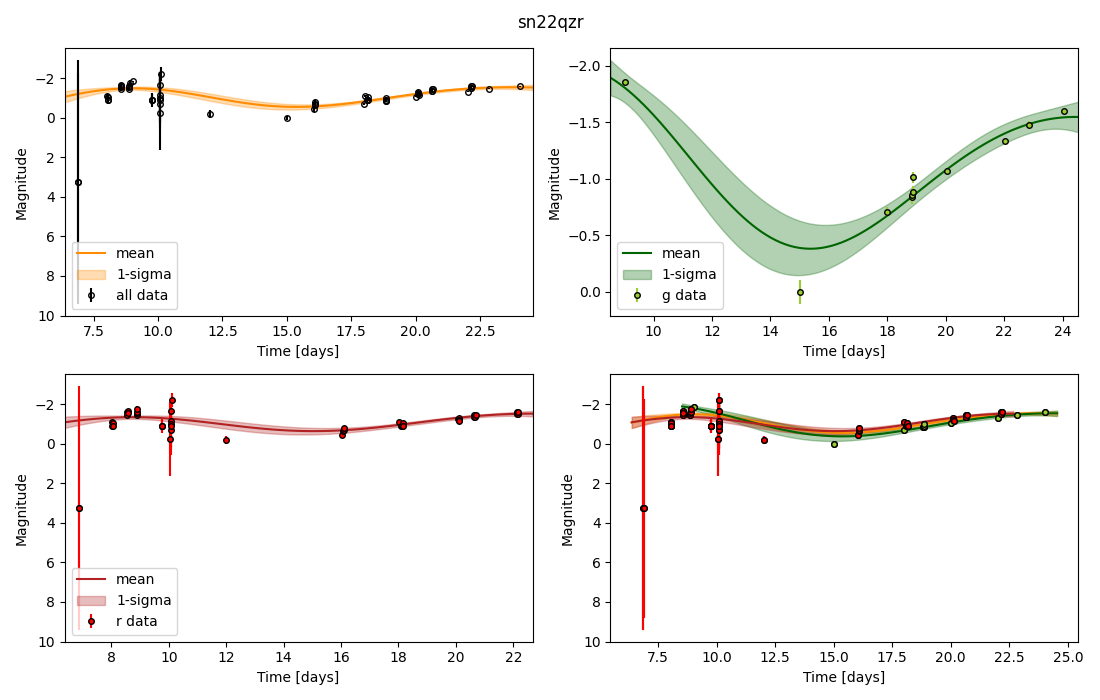 sn22qzr
−2
0
2
4
6
8
10
Magnitude
mean
1-sigma
all data
7.5 10.0 12.5 15.0 17.5 20.0 22.5
Time [days]
−2.0
−1.5
−1.0
−0.5
0.0
Magnitude
mean
1-sigma
g data
10 12 14 16 18 20 22 24
Time [days]
−2
0
2
4
6
8
10
Magnitude
mean
1-sigma
r data
8 10 12 14 16 18 20 22
Time [days]
−2
0
2
4
6
8
10
Magnitude
7.5 10.0 12.5 15.0 17.5 20.0 22.5 25.0
Time [days]